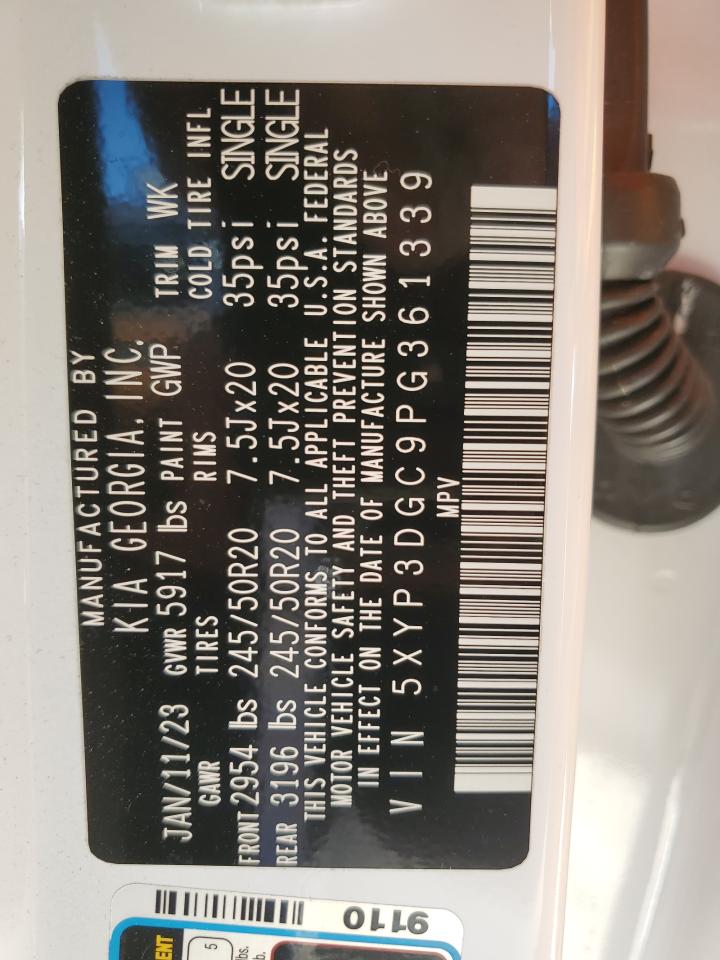 MANUFACTURED BY
KIA GEORGIA, INC.
JAN/11/23 GVWR 5917 lbs PAINT GWP TRIM WK
GAWR TIRES RIMS COLD TIRE INFL
FRONT 2954 lbs 245/50R20 7.5Jx20 35psi SINGLE
REAR 3196 lbs 245/50R20 7.5Jx20 35psi SINGLE
THIS VEHICLE CONFORMS TO ALL APPLICABLE U.S.A. FEDERAL
MOTOR VEHICLE SAFETY AND THEFT PREVENTION STANDARDS
IN EFFECT ON THE DATE OF MANUFACTURE SHOWN ABOVE
VIN 5XYP3DGC9PG361339
MPV
9110
5